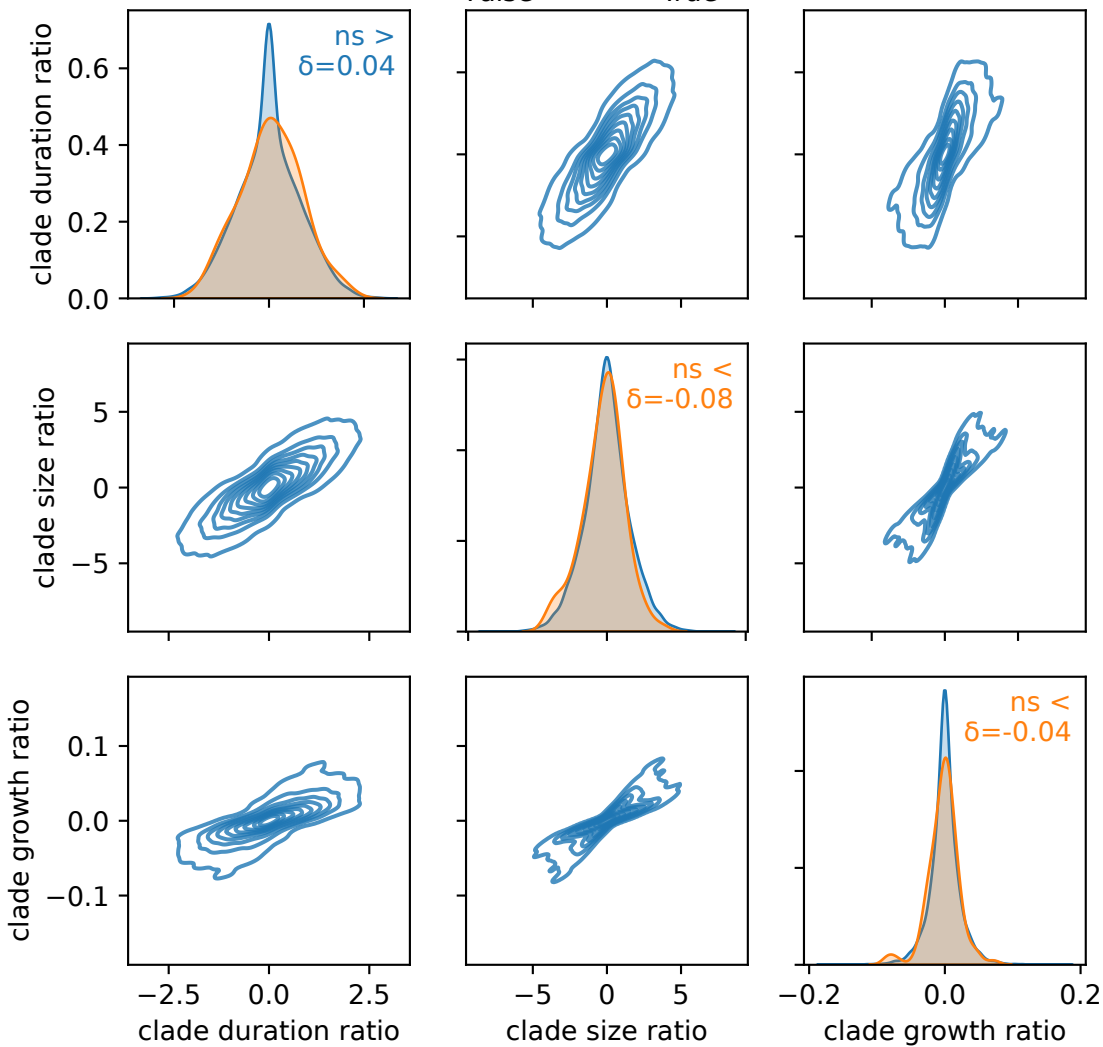 clade duration ratio
0.6
0.4
0.2
0.0
ns >
δ=0.04
clade size ratio
5
0
−5
ns <
δ=-0.08
clade growth ratio
0.1
0.0
−0.1
ns <
δ=-0.04
−2.5 0.0 2.5
−5 0 5
−0.2 0.0 0.2
clade duration ratio
clade size ratio
clade growth ratio